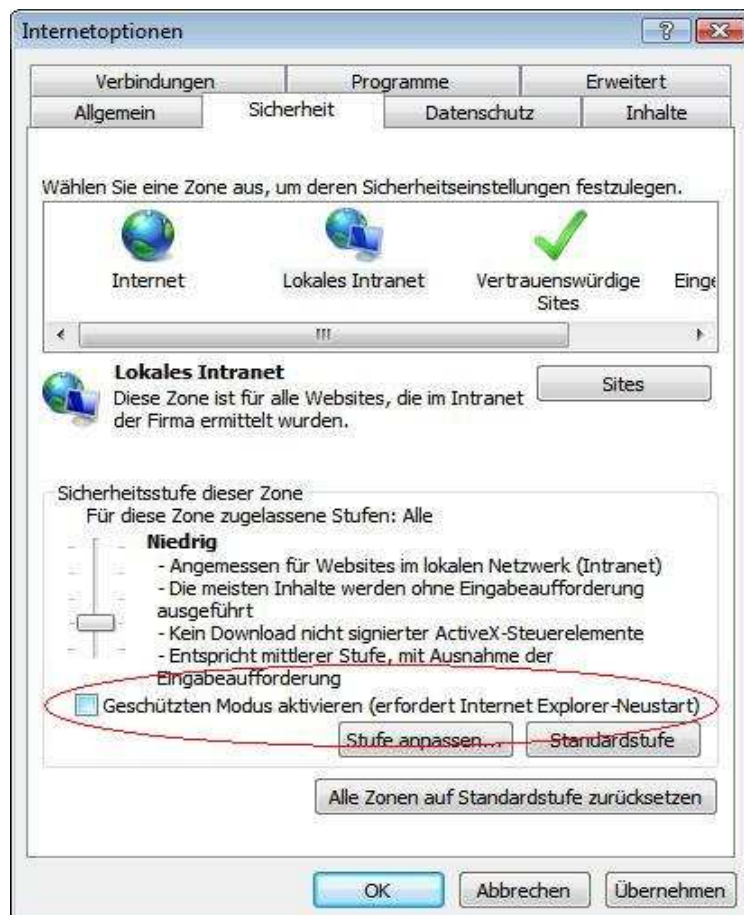 Internetoptionen
Verbindungen Programme Erweitert
Allgemein Sicherheit Datenschutz Inhalte
Wählen Sie eine Zone aus, um deren Sicherheitseinstellungen festzulegen.
Internet Lokales Intranet Vertrauenswürdige Einge
Sites
Lokales Intranet
Diese Zone ist für alle Websites, die im Intranet
der Firma ermittelt wurden.
Sites
Sicherheitsstufe dieser Zone
Für diese Zone zugelassene Stufen: Alle
Niedrig
- Angemessen für Websites im lokalen Netzwerk (Intranet)
- Die meisten Inhalte werden ohne Eingabeaufforderung
ausgeführt
- Kein Download nicht signierter ActiveX-Steuerelemente
- Entspricht mittlerer Stufe, mit Ausnahme der
Eingabeaufforderung
Geschützten Modus aktivieren (erfordert Internet Explorer-Neustart)
Stufe anpassen... Standardstufe
Alle Zonen auf Standardstufe zurücksetzen
OK Abbrechen Übernehmen